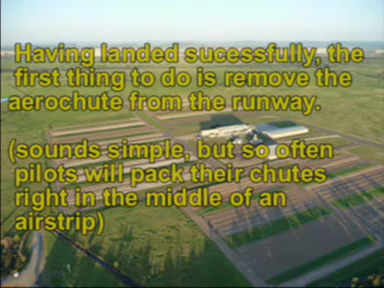 Having landed sucessfully, the
first thing to do is remove the
aerochute from the runway.
(sounds simple, but so often
pilots will pack their chutes
right in the middle of an
airstrip)